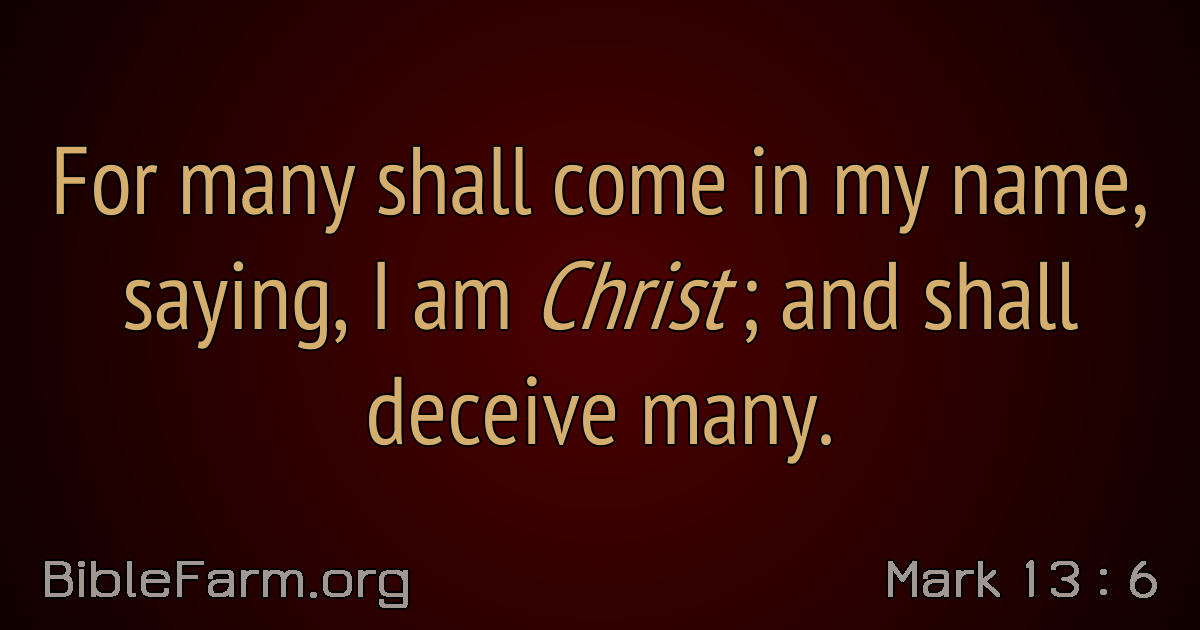 For many shall come in my name,
saying, I am Christ; and shall
deceive many.
BibleFarm.org
Mark 13 : 6